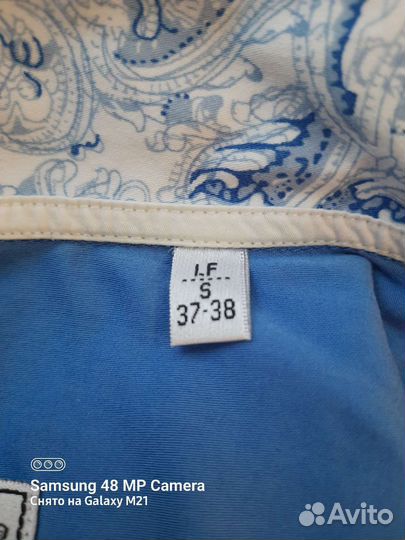 I.F
S
37-38
Samsung 48 MP Camera
Снято на Galaxy M21
Avito